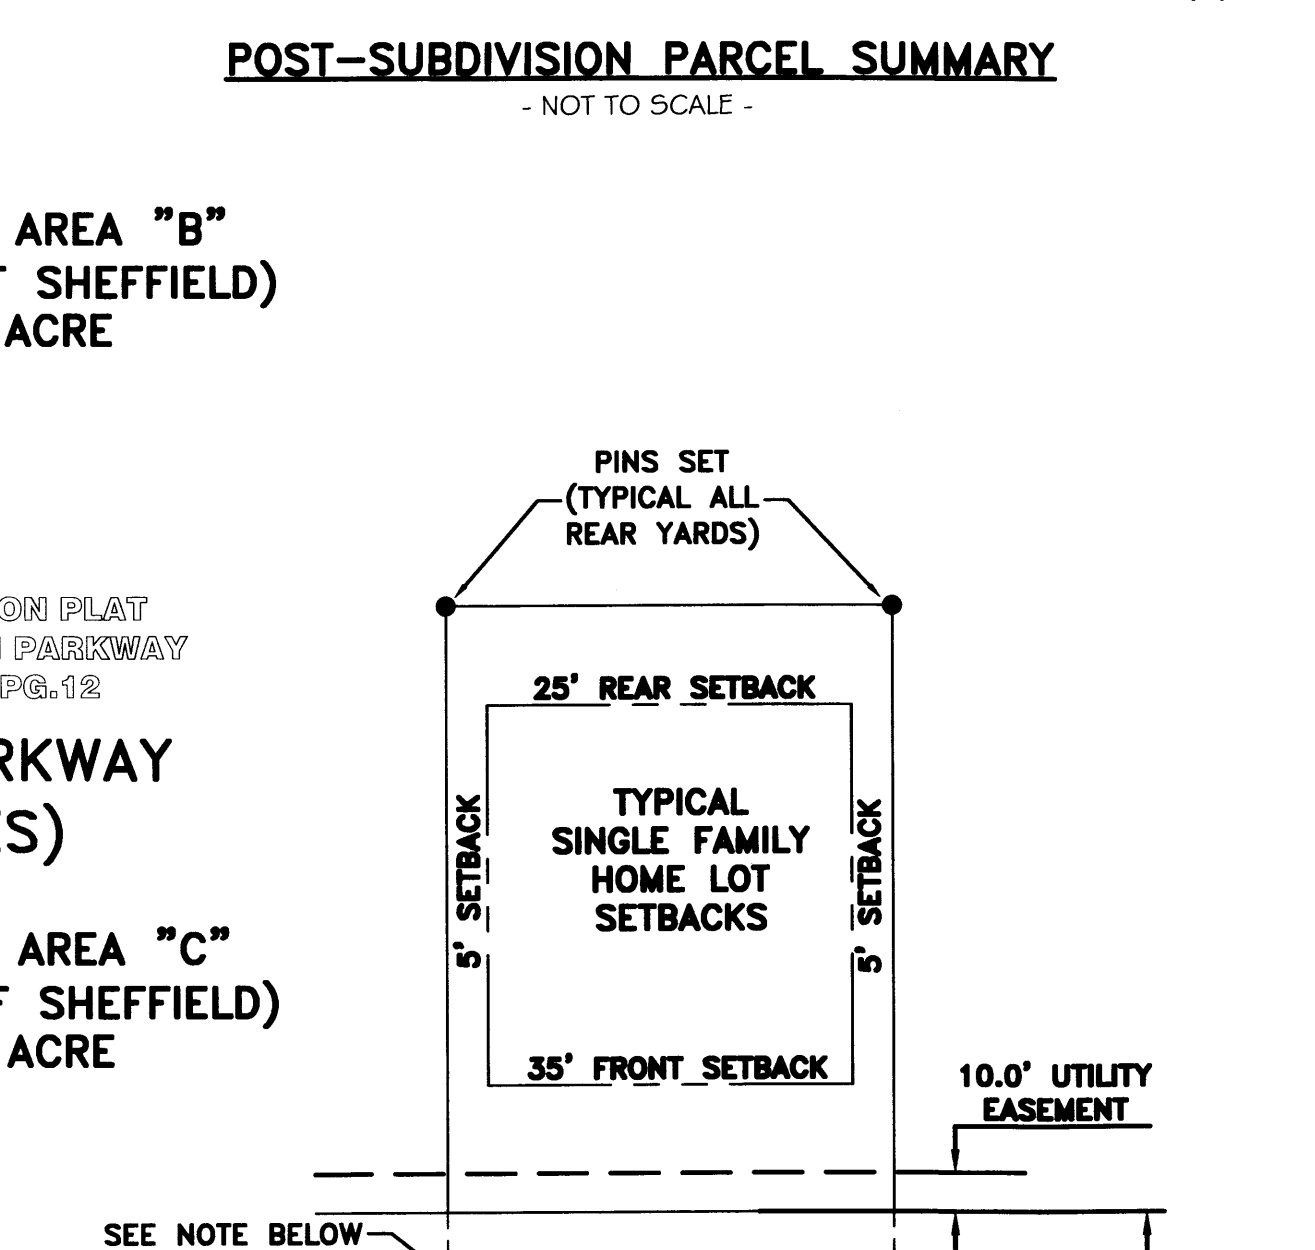 POST-SUBDIVISION PARCEL SUMMARY
- NOT TO SCALE -
AREA "B"
SHEFFIELD)
ACRE
PINS SET
(TYPICAL ALL
REAR YARDS)
ON PLAT
PARKWAY
PG.12
RKWAY
ES)
25' REAR SETBACK
5' SETBACK
TYPICAL
SINGLE FAMILY
HOME LOT
SETBACKS
5' SETBACK
35' FRONT SETBACK
AREA "C"
F SHEFFIELD)
ACRE
10.0' UTILITY
EASEMENT
SEE NOTE BELOW